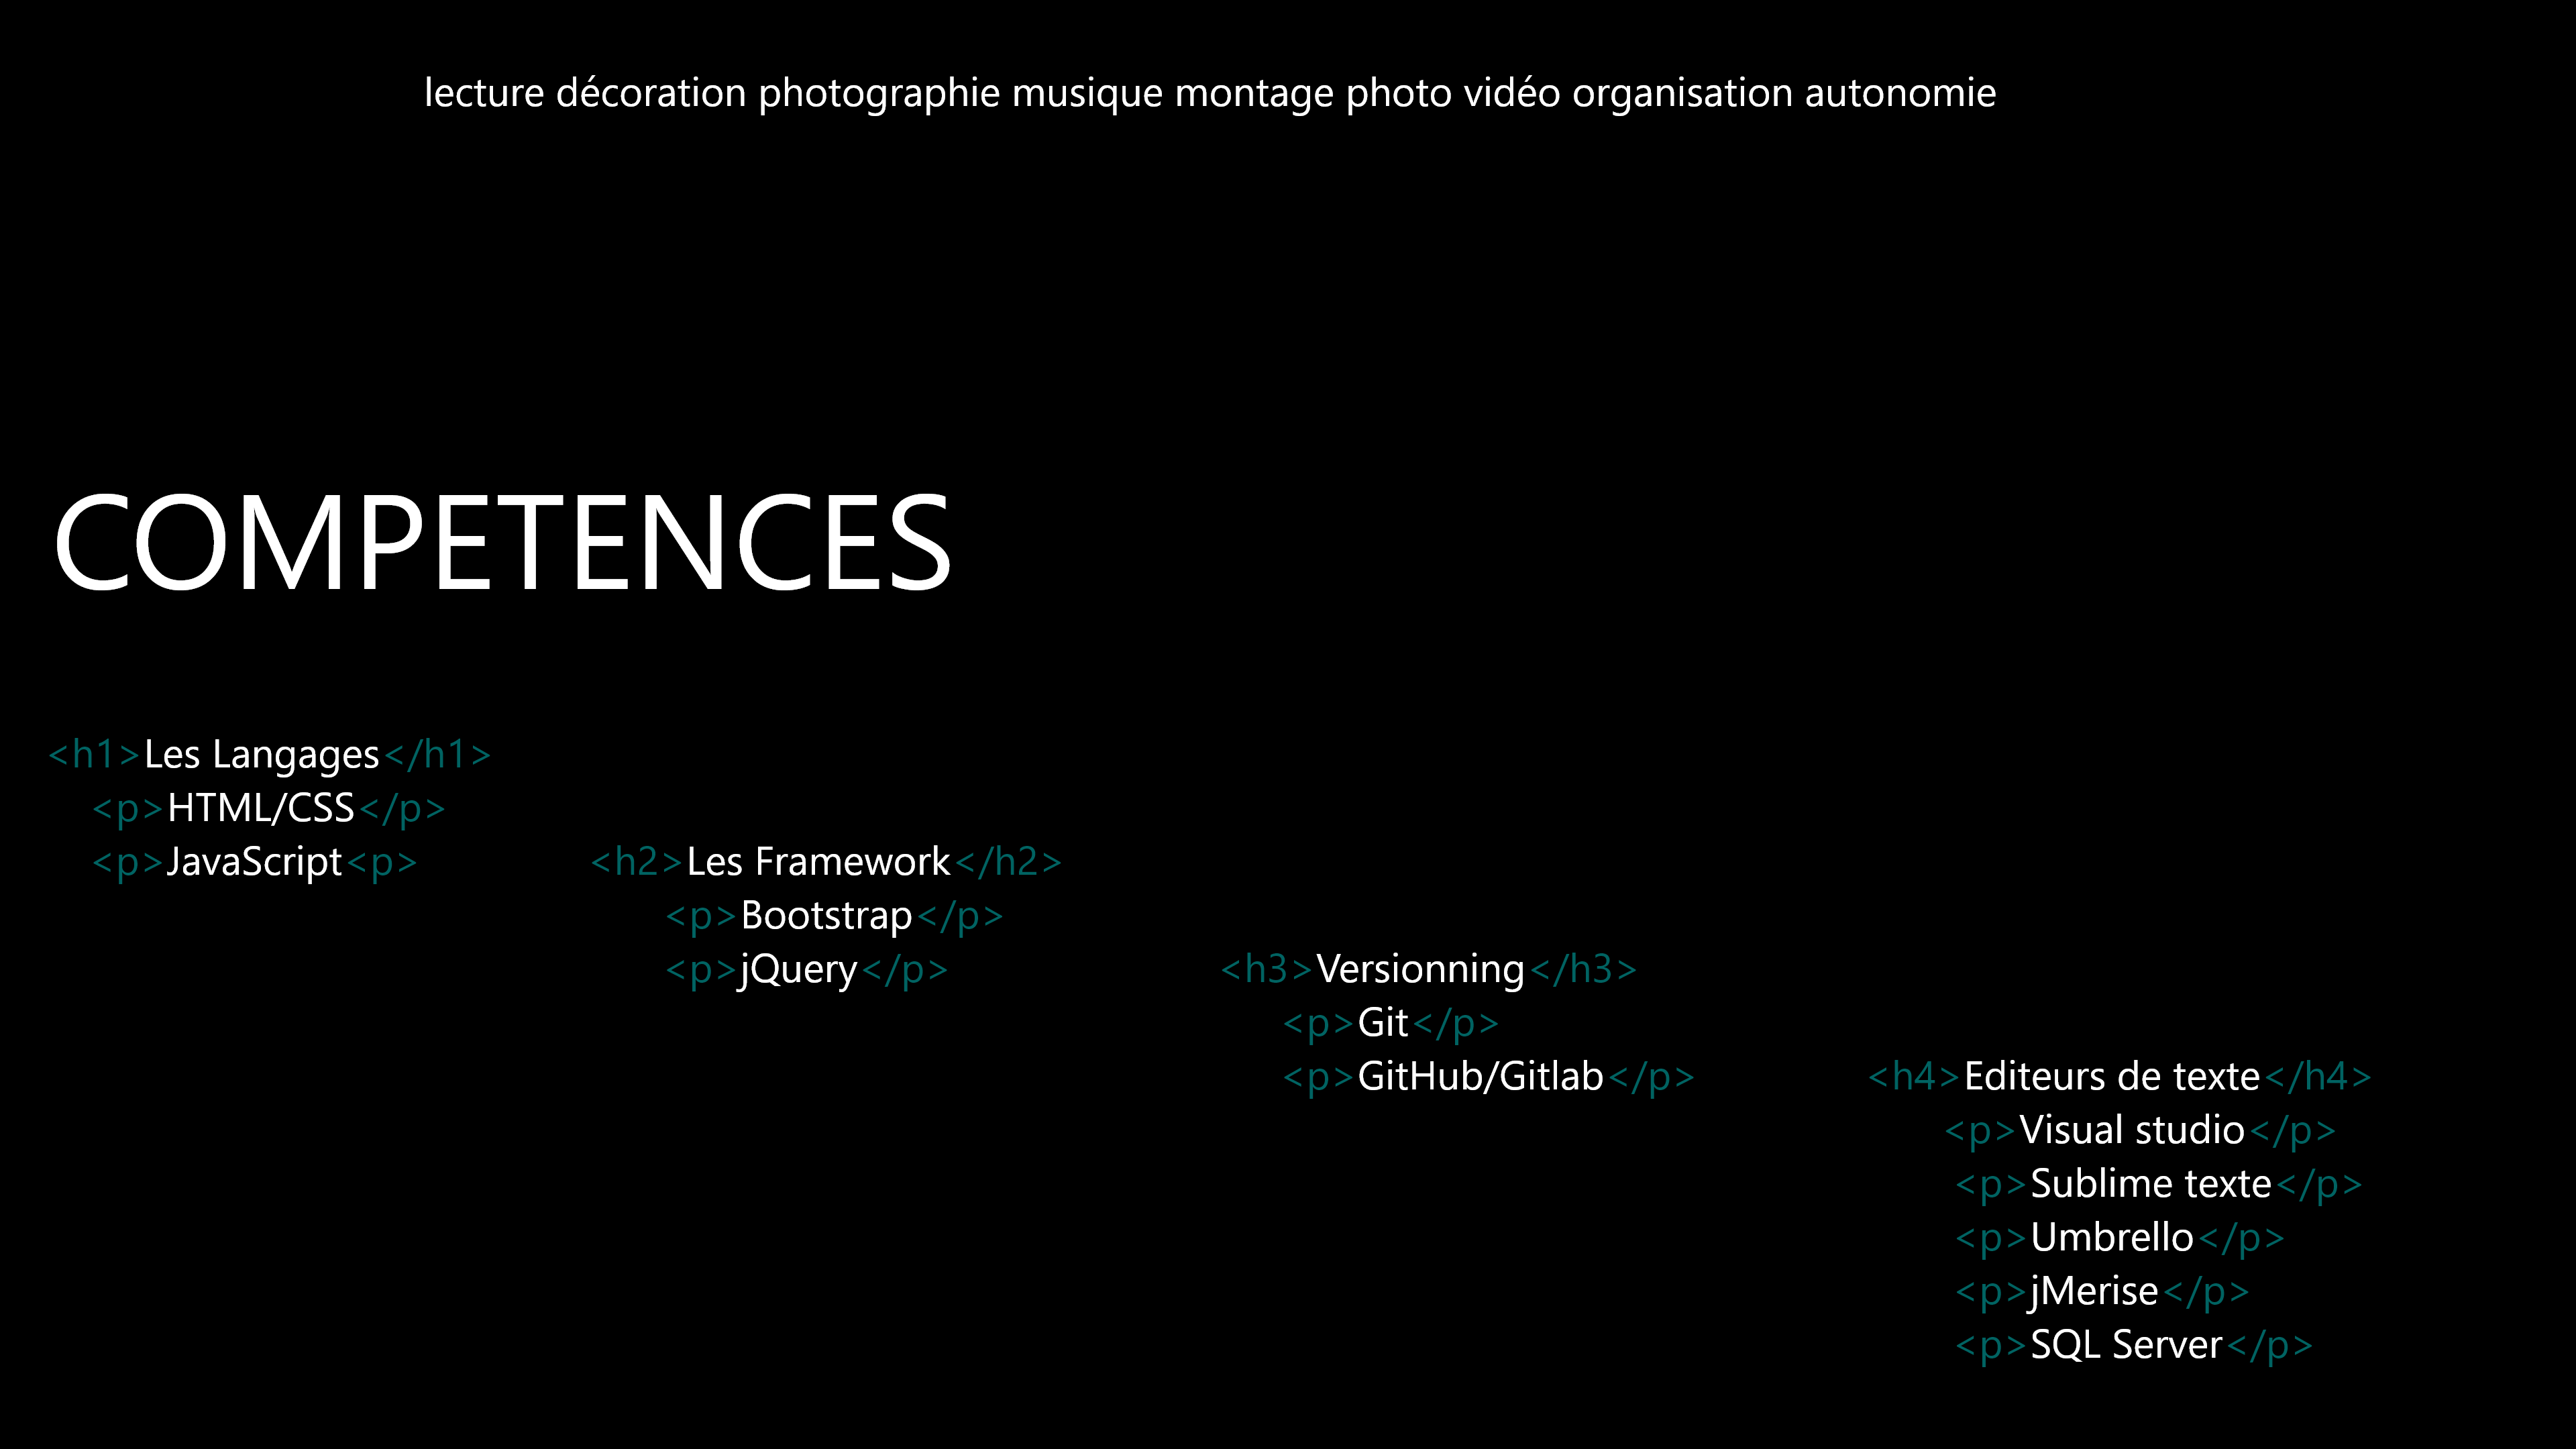 lecture décoration photographie musique montage photo vidéo organisation autonomie
COMPETENCES
<h1>Les Langages</h1>
<p>HTML/CSS</p>
<p>JavaScript<p>
<h2>Les Framework</h2>
<p>Bootstrap</p>
<p>jQuery</p>
<h3>Versionning</h3>
<p>Git</p>
<p>GitHub/Gitlab</p>
<h4>Editeurs de texte</h4>
<p>Visual studio</p>
<p>Sublime texte</p>
<p>Umbrello</p>
<p>jMerise</p>
<p>SQL Server</p>